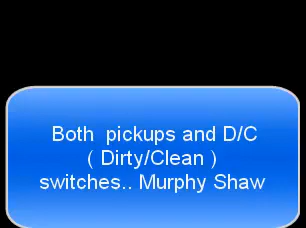 Both  pickups and D/C
( Dirty/Clean )
switches.. Murphy Shaw